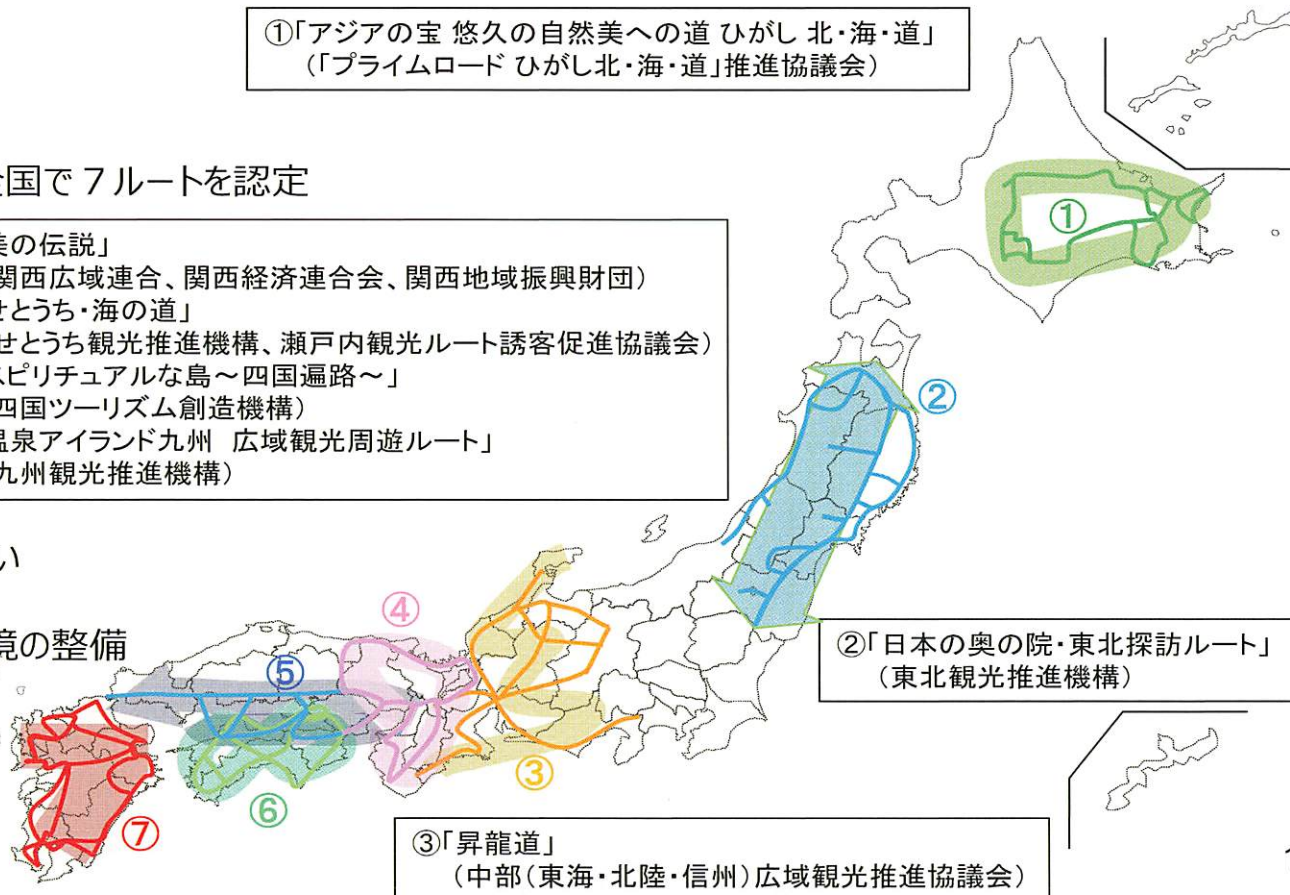 ①「アジアの宝 悠久の自然美への道 ひがし 北・海・道」
(「プライムロード ひがし北・海・道」推進協議会)
全国で7ルートを認定
美の伝説」
関西広域連合、関西経済連合会、関西地域振興財団)
せとうち・海の道」
せとうち観光推進機構、瀬戸内観光ルート誘客促進協議会)
スピリチュアルな島~四国遍路~」
四国ツーリズム創造機構)
温泉アイランド九州 広域観光周遊ルート」
九州観光推進機構)
い
境の整備
①
②
④
⑤
③
⑥
⑦
②「日本の奥の院・東北探訪ルート」
(東北観光推進機構)
③「昇龍道」
(中部(東海・北陸・信州)広域観光推進協議会)